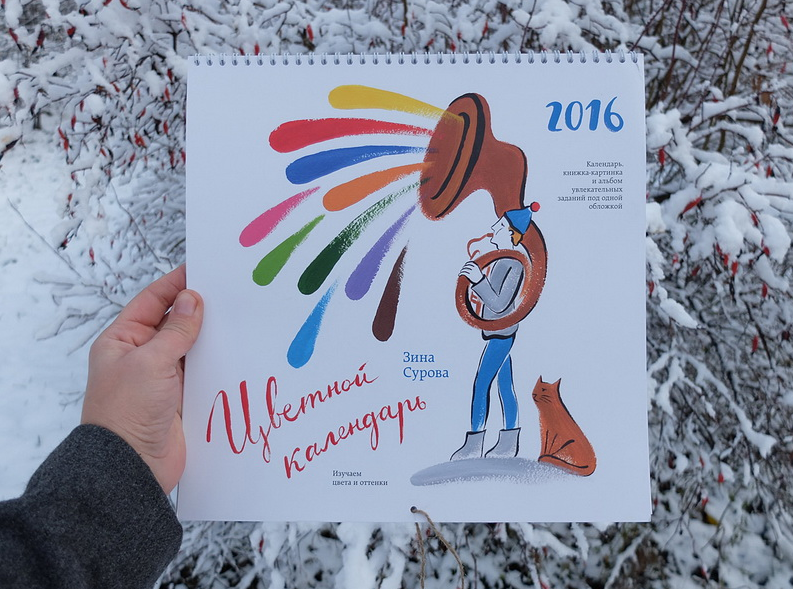 2016
Календарь.
книжка-картинка
и альбом
увлекательных
заданий под одной
обложкой
Зина
Сурова
Цветной
календарь
Изучаем
цвета и оттенки